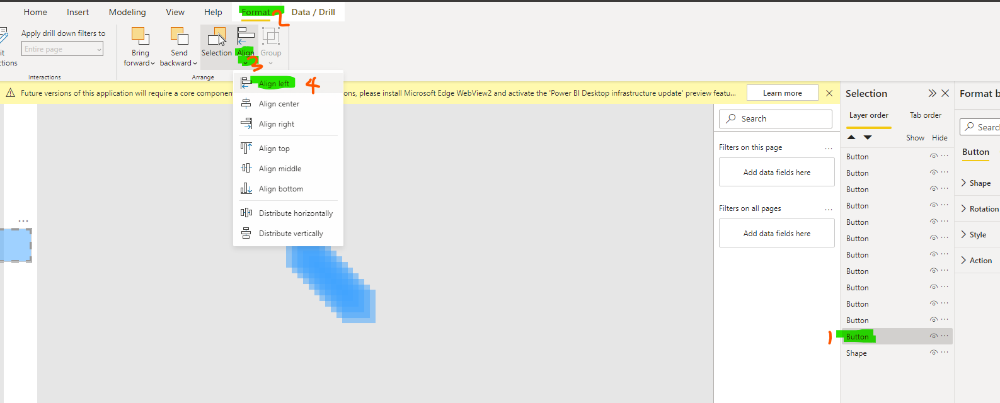 Home Insert Modeling View Help Format 2 Data / Drill
Apply drill down filters to
Entire page
it
ctions
Interactions
Bring
forward
Send
backward
Selection
Align
3
Group
Arrange
Align left 4
Align center
Align right
Align top
Align middle
Align bottom
Distribute horizontally
Distribute vertically
Future versions of this application will require a core componen
ons, please install Microsoft Edge WebView2 and activate the 'Power BI Desktop infrastructure update' preview featu...
Learn more
Search
Filters on this page ...
Add data fields here
Filters on all pages ...
Add data fields here
Selection
Layer order Tab order
Show Hide
Button ...
Button ...
Button ...
Button ...
Button ...
Button ...
Button ...
Button ...
Button ...
Button ...
Button ...
1 Button ...
Shape ...
Format b
Search
Button
Shape
Rotation
Style
Action